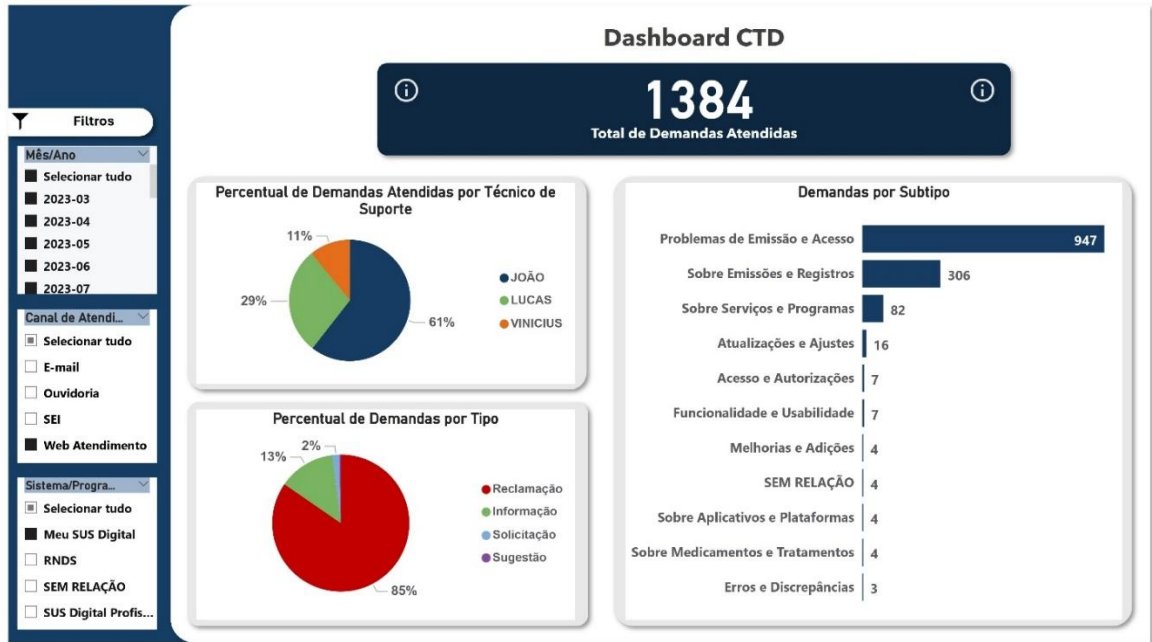 Dashboard CTD
1384
Total de Demandas Atendidas
Filtros
Mês/Ano
Selecionar tudo
2023-03
2023-04
2023-05
2023-06
2023-07
Canal de Atendi...
Selecionar tudo
E-mail
Ouvidoria
SEI
Web Atendimento
Sistema/Progra...
Selecionar tudo
Meu SUS Digital
RNDS
SEM RELAÇÃO
SUS Digital Profis...
Percentual de Demandas Atendidas por Técnico de
Suporte
11%
29%
61%
JOÃO
LUCAS
VINICIUS
Percentual de Demandas por Tipo
2%
13%
85%
Reclamação
Informação
Solicitação
Sugestão
Demandas por Subtipo
Problemas de Emissão e Acesso 947
Sobre Emissões e Registros 306
Sobre Serviços e Programas 82
Atualizações e Ajustes 16
Acesso e Autorizações 7
Funcionalidade e Usabilidade 7
Melhorias e Adições 4
SEM RELAÇÃO 4
Sobre Aplicativos e Plataformas 4
Sobre Medicamentos e Tratamentos 4
Erros e Discrepâncias 3